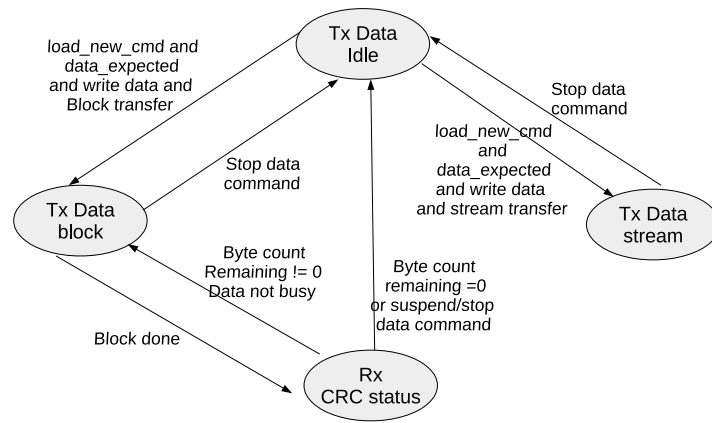 Tx Data
Idle
load_new_cmd and
data_expected
and write data and
Block transfer
Stop data
command
load_new_cmd
and
data_expected
and write data
and stream transfer
Stop data
command
Tx Data
block
Tx Data
stream
Byte count
Remaining != 0
Data not busy
Byte count
remaining =0
or suspend/stop
data command
Block done
Rx
CRC status